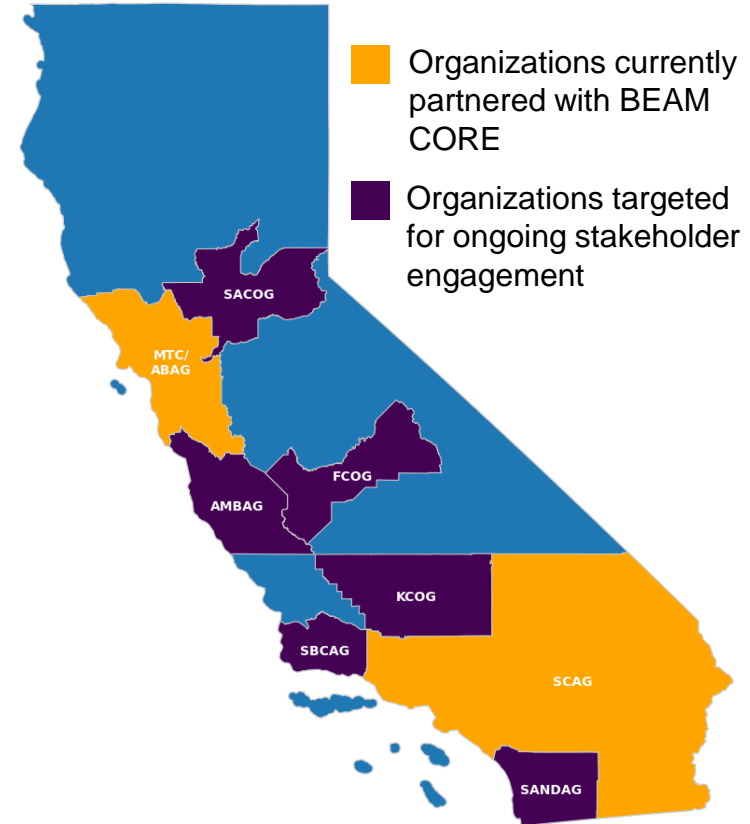 Organizations currently
partnered with BEAM
CORE
Organizations targeted
for ongoing stakeholder
engagement
SACOG
MTC/
ABAG
FCOG
AMBAG
KCOG
SBCAG
SCAG
SANDAG